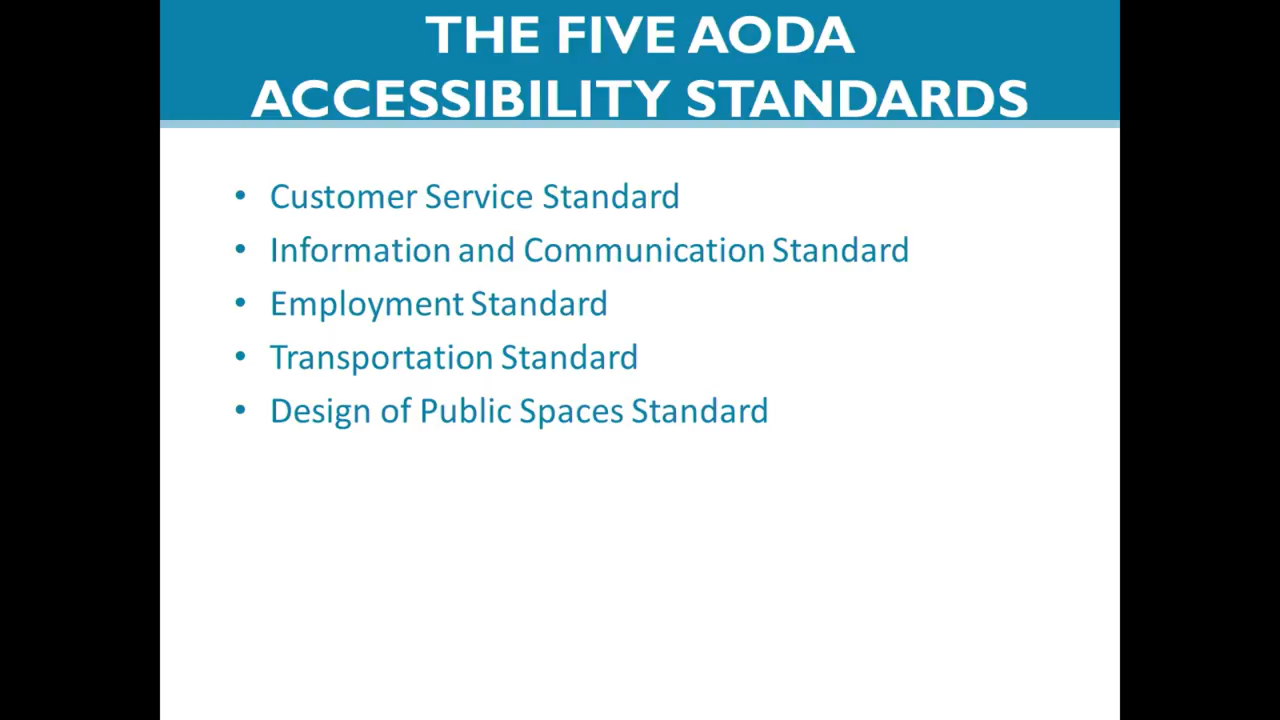 THE FIVE AODA
ACCESSIBILITY STANDARDS
• Customer Service Standard
• Information and Communication Standard
• Employment Standard
• Transportation Standard
• Design of Public Spaces Standard